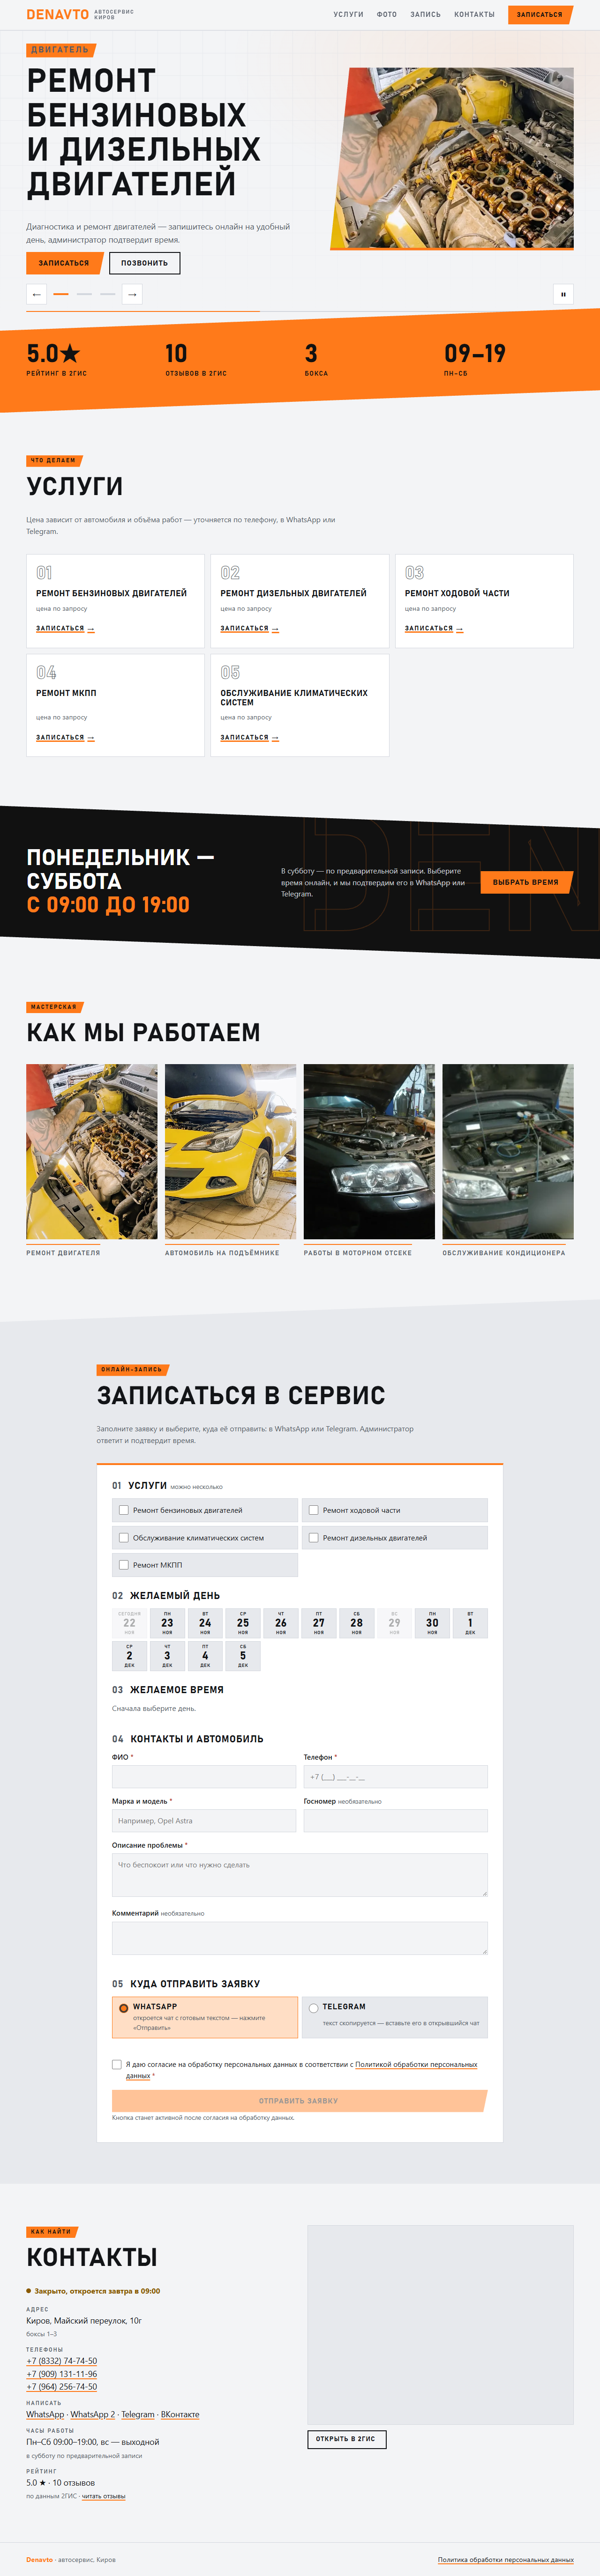 DENAVTO АВТОСЕРВИС КИРОВ
УСЛУГИ ФОТО ЗАПИСЬ КОНТАКТЫ ЗАПИСАТЬСЯ
ДВИГАТЕЛЬ
РЕМОНТ
БЕНЗИНОВЫХ
И ДИЗЕЛЬНЫХ
ДВИГАТЕЛЕЙ
Диагностика и ремонт двигателей — запишитесь онлайн на удобный
день, администратор подтвердит время.
ЗАПИСАТЬСЯ ПОЗВОНИТЬ
← →
5.0★ 10 3 09–19
РЕЙТИНГ В 2ГИС ОТЗЫВОВ В 2ГИС БОКСА ПН–СБ
ЧТО ДЕЛАЕМ
УСЛУГИ
Цена зависит от автомобиля и объёма работ — уточняется по телефону, в WhatsApp или
Telegram.
01
РЕМОНТ БЕНЗИНОВЫХ ДВИГАТЕЛЕЙ
цена по запросу
ЗАПИСАТЬСЯ →
02
РЕМОНТ ДИЗЕЛЬНЫХ ДВИГАТЕЛЕЙ
цена по запросу
ЗАПИСАТЬСЯ →
03
РЕМОНТ ХОДОВОЙ ЧАСТИ
цена по запросу
ЗАПИСАТЬСЯ →
04
РЕМОНТ МКПП
цена по запросу
ЗАПИСАТЬСЯ →
05
ОБСЛУЖИВАНИЕ КЛИМАТИЧЕСКИХ
СИСТЕМ
цена по запросу
ЗАПИСАТЬСЯ →
ПОНЕДЕЛЬНИК —
СУББОТА
С 09:00 ДО 19:00
В субботу — по предварительной записи. Выберите
время онлайн, и мы подтвердим его в WhatsApp или
Telegram.
ВЫБРАТЬ ВРЕМЯ
DEN
МАСТЕРСКАЯ
КАК МЫ РАБОТАЕМ
РЕМОНТ ДВИГАТЕЛЯ
АВТОМОБИЛЬ НА ПОДЪЁМНИКЕ
РАБОТЫ В МОТОРНОМ ОТСЕКЕ
ОБСЛУЖИВАНИЕ КОНДИЦИОНЕРА
ОНЛАЙН-ЗАПИСЬ
ЗАПИСАТЬСЯ В СЕРВИС
Заполните заявку и выберите, куда её отправить: в WhatsApp или Telegram. Администратор
ответит и подтвердит время.
01 УСЛУГИ можно несколько
Ремонт бензиновых двигателей
Ремонт ходовой части
Обслуживание климатических систем
Ремонт дизельных двигателей
Ремонт МКПП
02 ЖЕЛАЕМЫЙ ДЕНЬ
СЕГОДНЯ ПН ВТ СР ЧТ ПТ СБ ВС ПН ВТ
22 23 24 25 26 27 28 29 30 1
НОЯ НОЯ НОЯ НОЯ НОЯ НОЯ НОЯ НОЯ НОЯ ДЕК
СР ЧТ ПТ СБ
2 3 4 5
ДЕК ДЕК ДЕК ДЕК
03 ЖЕЛАЕМОЕ ВРЕМЯ
Сначала выберите день.
04 КОНТАКТЫ И АВТОМОБИЛЬ
ФИО * Телефон *
+7 (___) ___-__-__
Марка и модель * Госномер необязательно
Например, Opel Astra
Описание проблемы *
Что беспокоит или что нужно сделать
Комментарий необязательно
05 КУДА ОТПРАВИТЬ ЗАЯВКУ
WHATSAPP
откроется чат с готовым текстом — нажмите
«Отправить»
TELEGRAM
текст скопируется — вставьте его в открывшийся чат
Я даю согласие на обработку персональных данных в соответствии с Политикой обработки персональных
данных *
ОТПРАВИТЬ ЗАЯВКУ
Кнопка станет активной после согласия на обработку данных.
КАК НАЙТИ
КОНТАКТЫ
Закрыто, откроется завтра в 09:00
АДРЕС
Киров, Майский переулок, 10г
боксы 1–3
ТЕЛЕФОНЫ
+7 (8332) 74-74-50
+7 (909) 131-11-96
+7 (964) 256-74-50
НАПИСАТЬ
WhatsApp · WhatsApp 2 · Telegram · ВКонтакте
ЧАСЫ РАБОТЫ
Пн–Сб 09:00–19:00, вс — выходной
в субботу по предварительной записи
РЕЙТИНГ
5.0 ★ · 10 отзывов
по данным 2ГИС · читать отзывы
ОТКРЫТЬ В 2ГИС
Denavto · автосервис, Киров
Политика обработки персональных данных